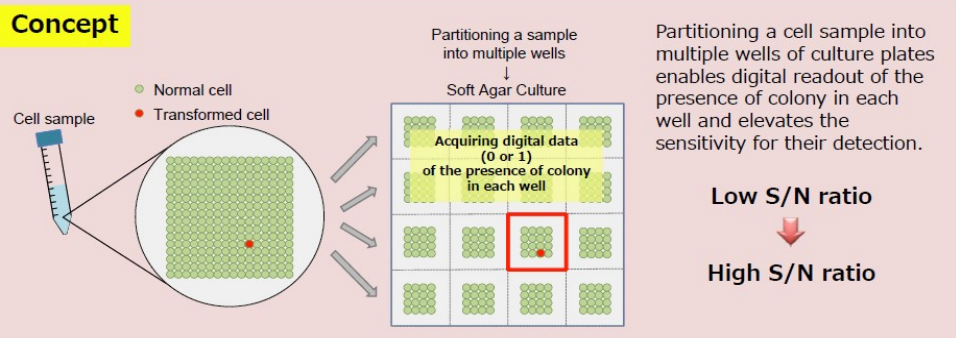 Concept
Cell sample
Normal cell
Transformed cell
Partitioning a sample
into multiple wells
↓
Soft Agar Culture
Acquiring digital data
(0 or 1)
of the presence of colony
in each well
Partitioning a cell sample into
multiple wells of culture plates
enables digital readout of the
presence of colony in each
well and elevates the
sensitivity for their detection.
Low S/N ratio
High S/N ratio